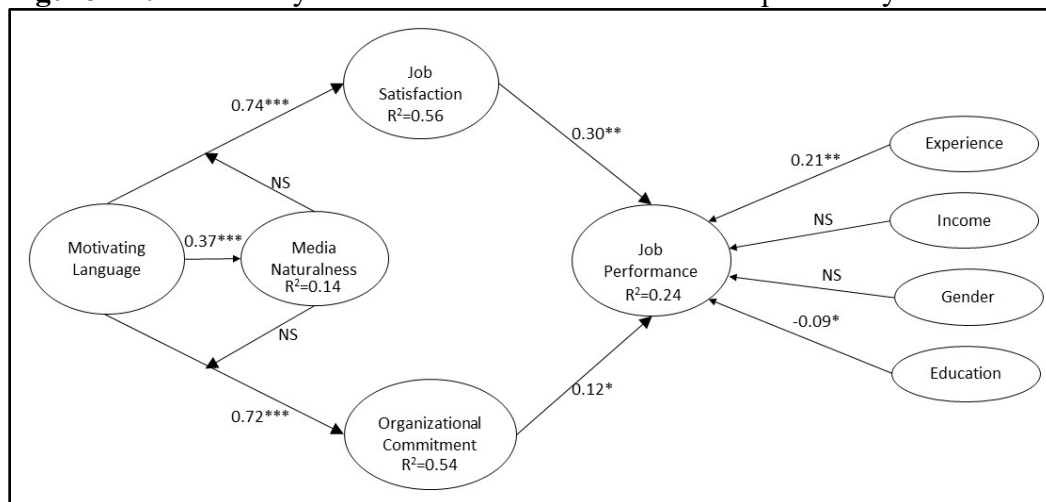 Job
Satisfaction
R²=0.56
0.74***
0.30**
Experience
0.21**
NS
Income
NS
Motivating
Language
0.37***
Media
Naturalness
R²=0.14
Job
Performance
R²=0.24
NS
Gender
NS
-0.09*
Education
0.72***
0.12*
Organizational
Commitment
R²=0.54